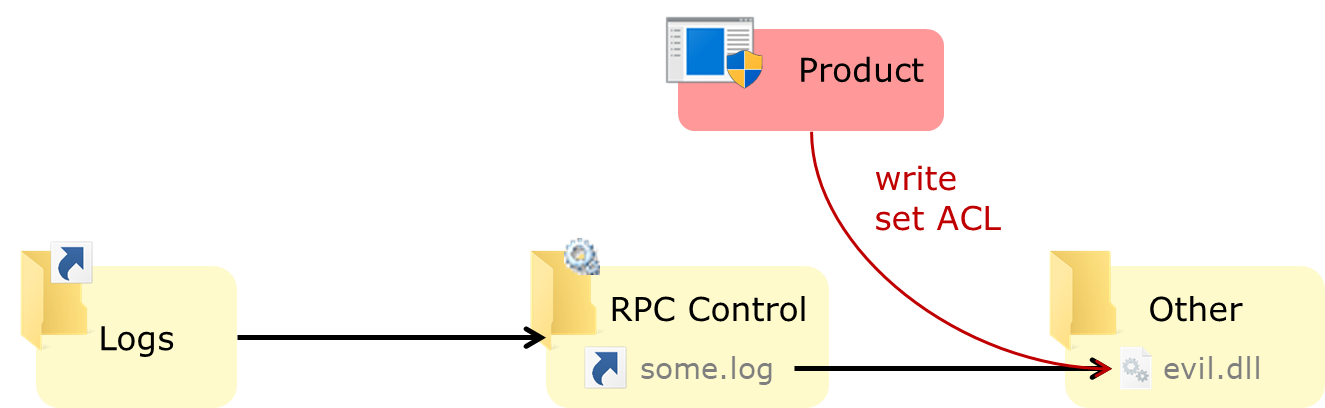 Product
write
set ACL
Logs
RPC Control
some.log
Other
evil.dll